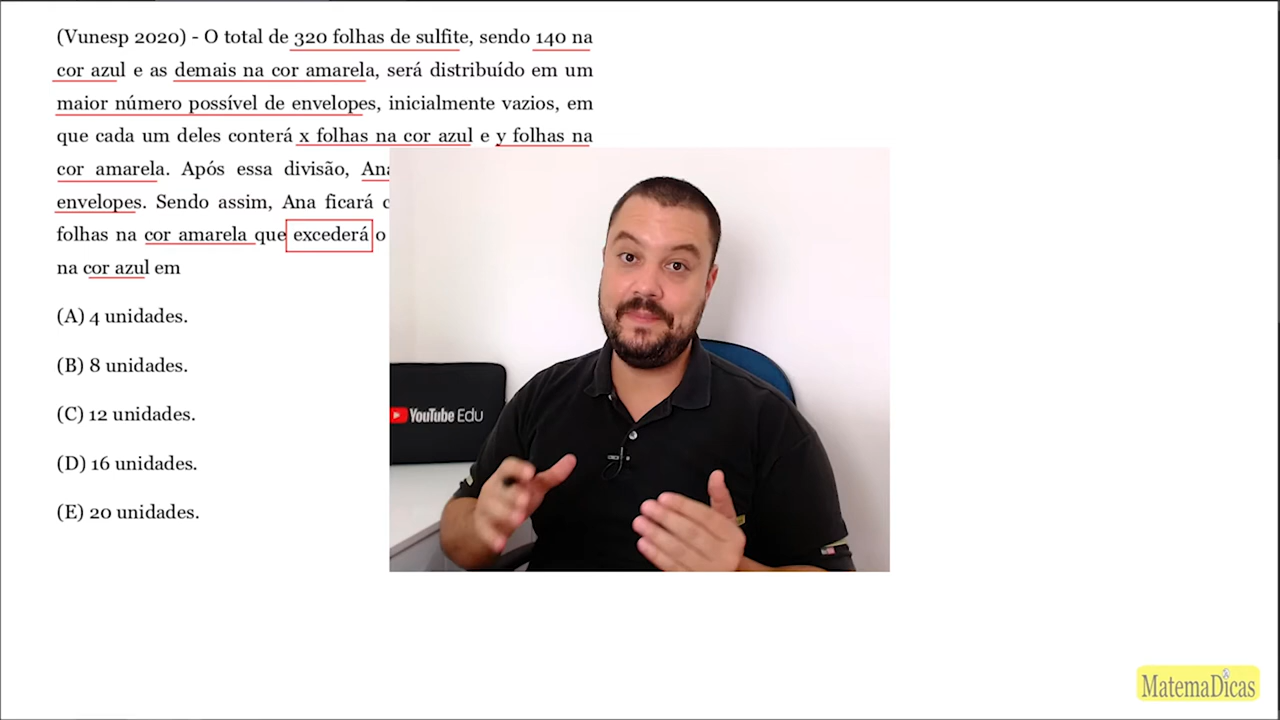 (Vunesp 2020) - O total de 320 folhas de sulfite, sendo 140 na
cor azul e as demais na cor amarela, será distribuído em um
maior número possível de envelopes, inicialmente vazios, em
que cada um deles conterá x folhas na cor azul e y folhas na
cor amarela. Após essa divisão, Ana
envelopes. Sendo assim, Ana ficará
folhas na cor amarela que excederá o
na cor azul em
(A) 4 unidades.
(B) 8 unidades.
(C) 12 unidades.
(D) 16 unidades.
(E) 20 unidades.
YouTube Edu
MatemaDicas